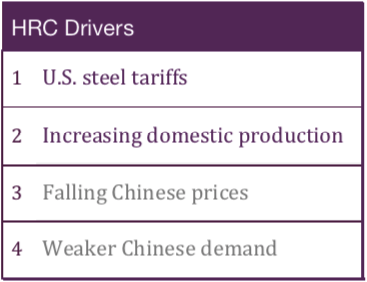 HRC Drivers
1 U.S. steel tariffs
2 Increasing domestic production
3 Falling Chinese prices
4 Weaker Chinese demand